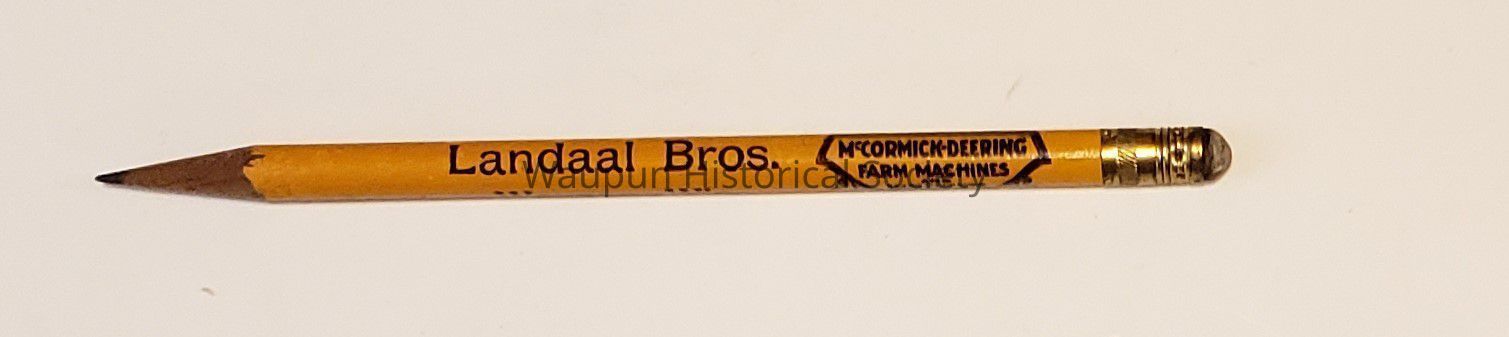 Landaal Bros.
McCORMICK-DEERING
FARM MACHINES
Waupun Historical Society